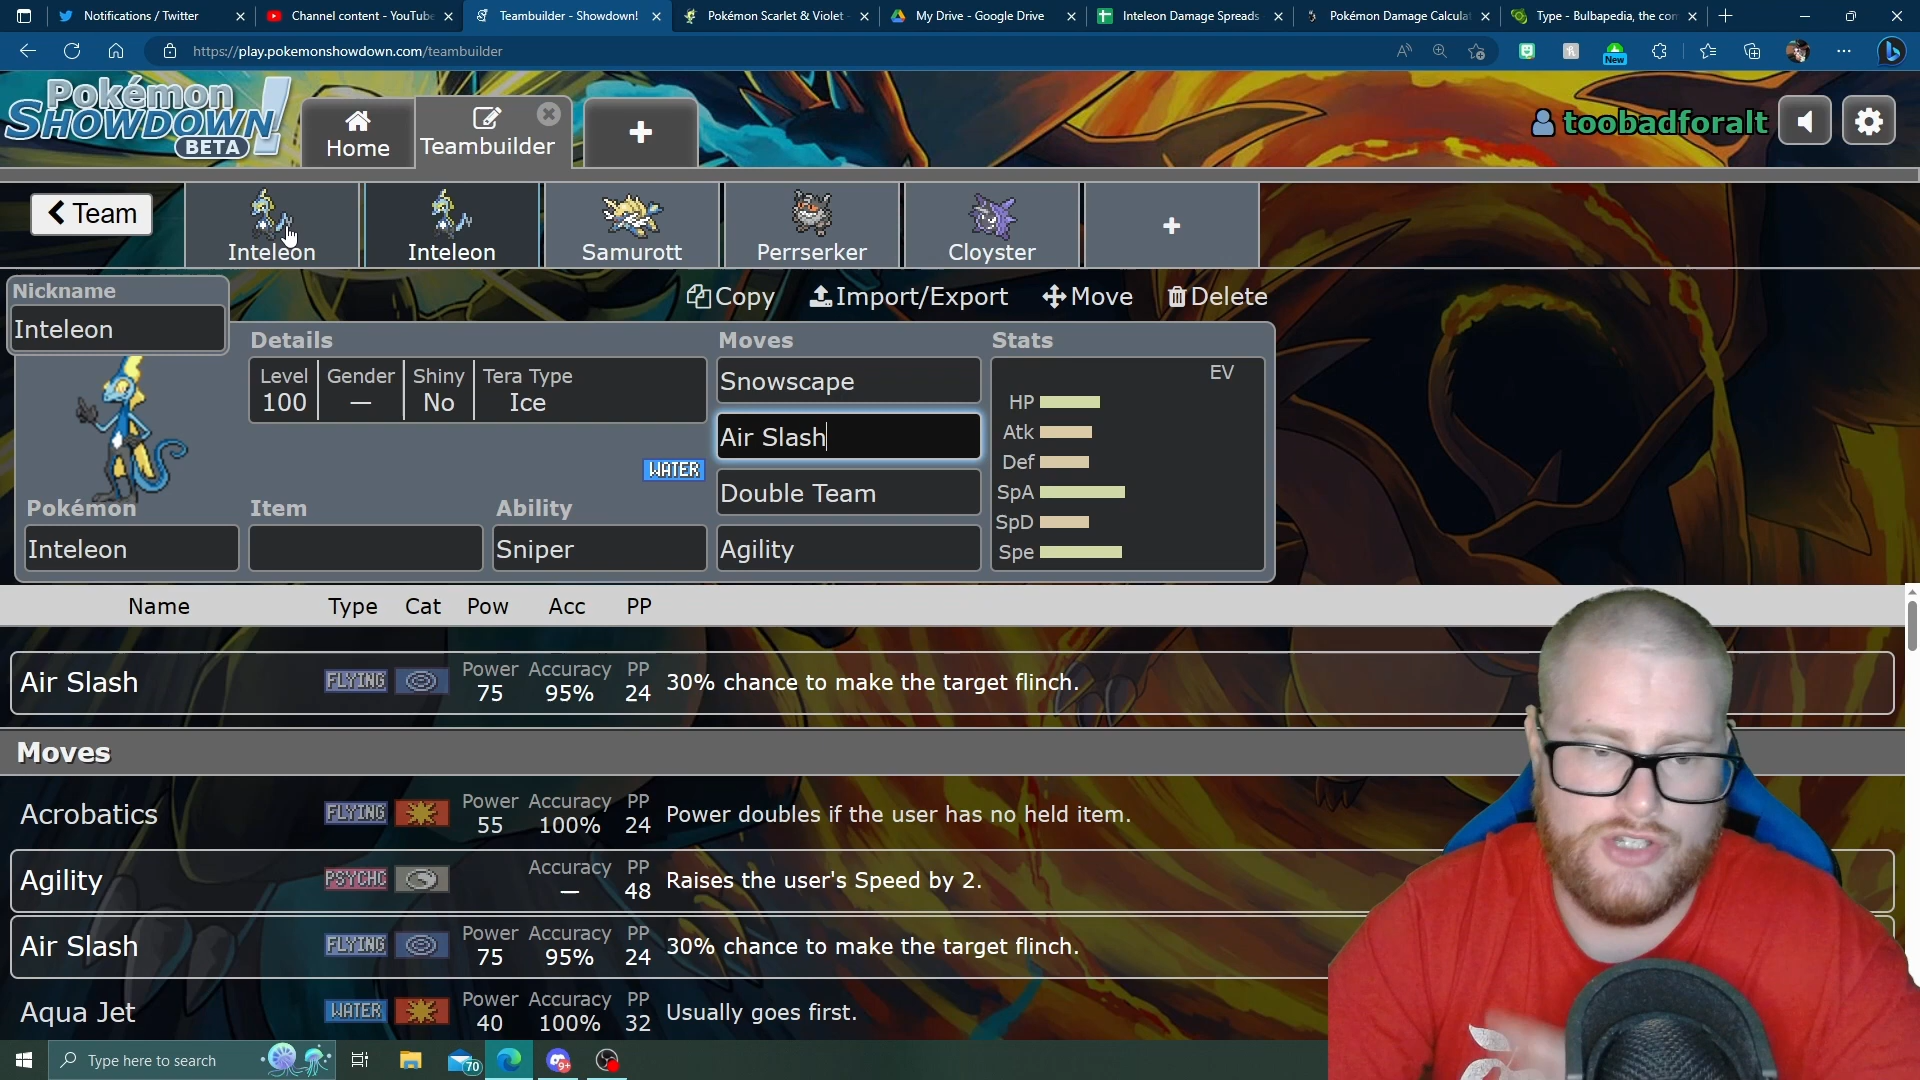 Notifications / Twitter
Channel content - YouTube
Teambuilder - Showdown!
Pokémon Scarlet & Violet -
My Drive - Google Drive
Inteleon Damage Spreads -
Pokémon Damage Calcula
Type - Bulbapedia, the con
https://play.pokemonshowdown.com/teambuilder
New
Pokémon
SHOWDOWN!
BETA
Home
Teambuilder
toobadforalt
Team
Inteleon
Inteleon
Samurott
Perrserker
Cloyster
Copy
Import/Export
Move
Delete
Nickname
Inteleon
Details
Level
100
Gender
—
Shiny
No
Tera Type
Ice
WATER
Pokémon
Inteleon
Item
Ability
Sniper
Moves
Snowscape
Air Slash
Double Team
Agility
Stats
EV
HP
Atk
Def
SpA
SpD
Spe
Name Type Cat Pow Acc PP
Air Slash FLYING Power 75 Accuracy 95% PP 24 30% chance to make the target flinch.
Moves
Acrobatics FLYING Power 55 Accuracy 100% PP 24 Power doubles if the user has no held item.
Agility PSYCHC Accuracy — PP 48 Raises the user's Speed by 2.
Air Slash FLYING Power 75 Accuracy 95% PP 24 30% chance to make the target flinch.
Aqua Jet WATER Power 40 Accuracy 100% PP 32 Usually goes first.
Type here to search
70
9+